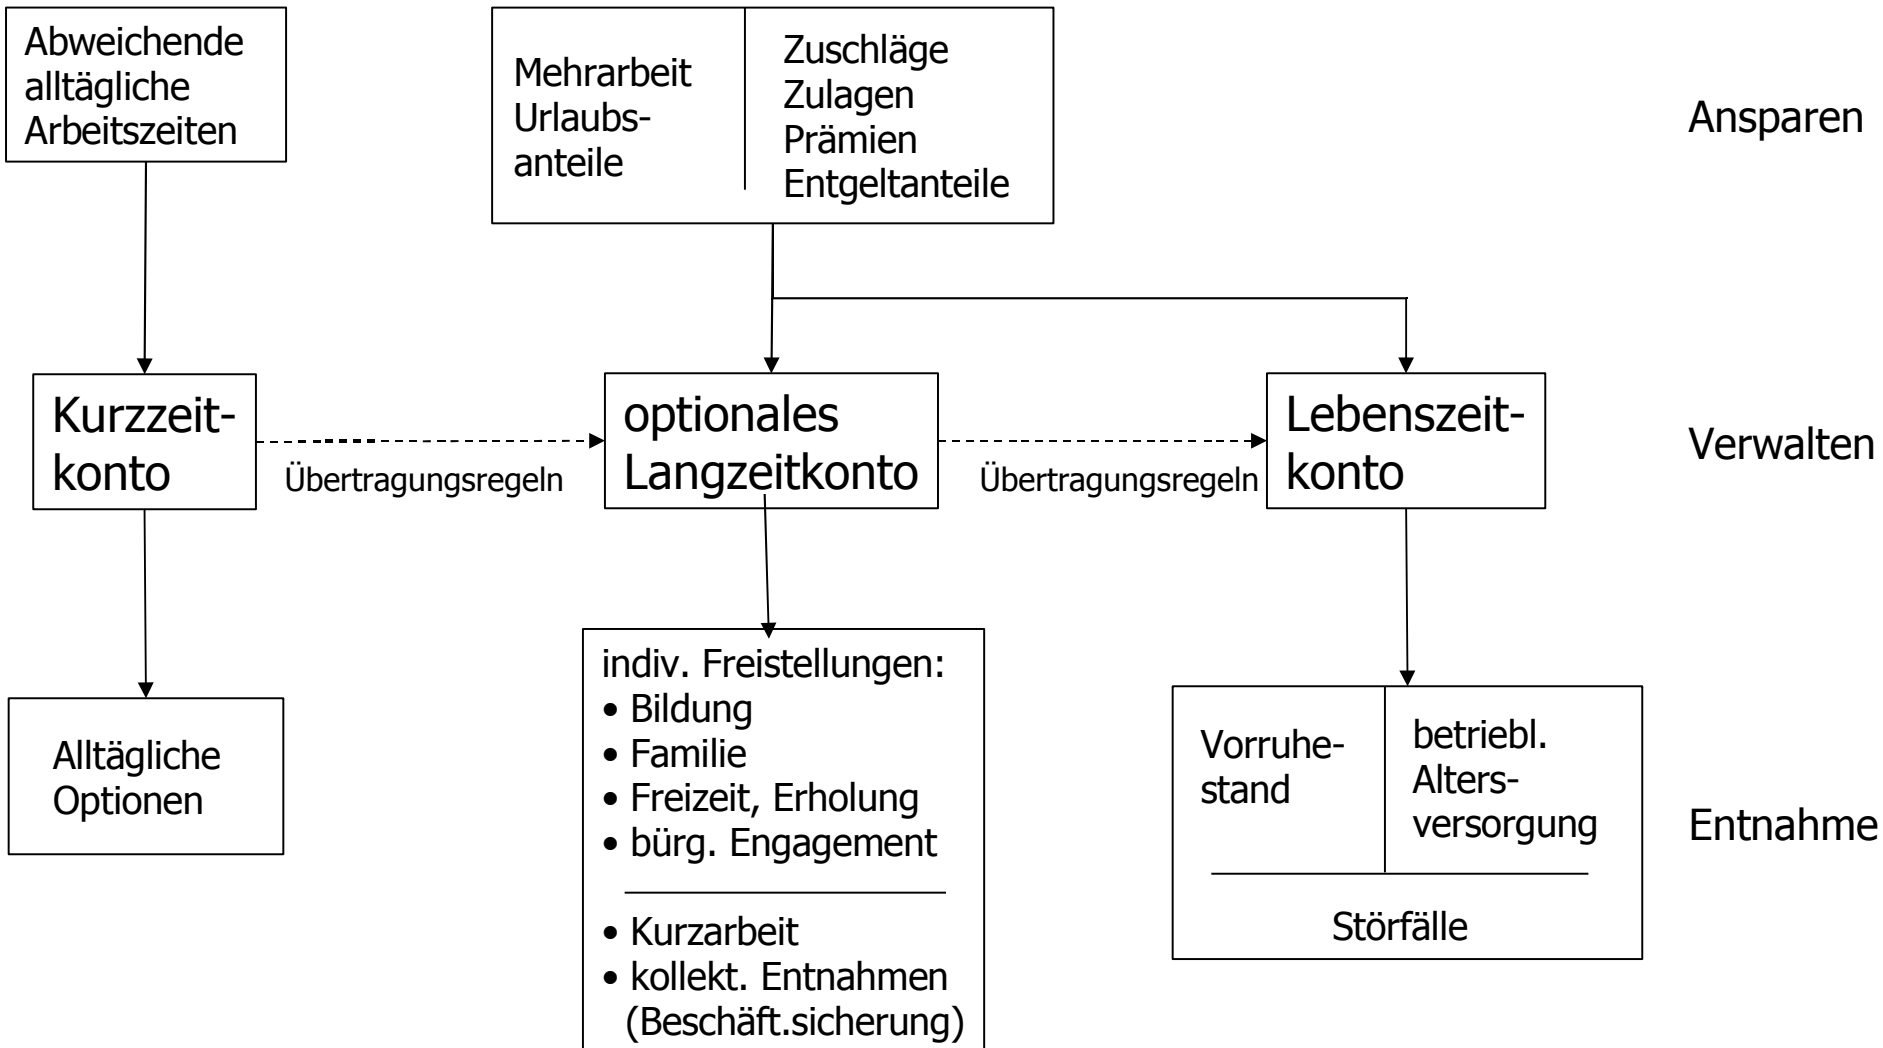 Abweichende
alltägliche
Arbeitszeiten
Mehrarbeit
Urlaubs-
anteile
Zuschläge
Zulagen
Prämien
Entgeltanteile
Ansparen
Kurzzeit-
konto
Übertragungsregeln
optionales
Langzeitkonto
Übertragungsregeln
Lebenszeit-
konto
Verwalten
Alltägliche
Optionen
indiv. Freistellungen:
• Bildung
• Familie
• Freizeit, Erholung
• bürg. Engagement
• Kurzarbeit
• kollekt. Entnahmen
(Beschäft.sicherung)
Vorruhe-
stand
betriebl.
Alters-
versorgung
Störfälle
Entnahme